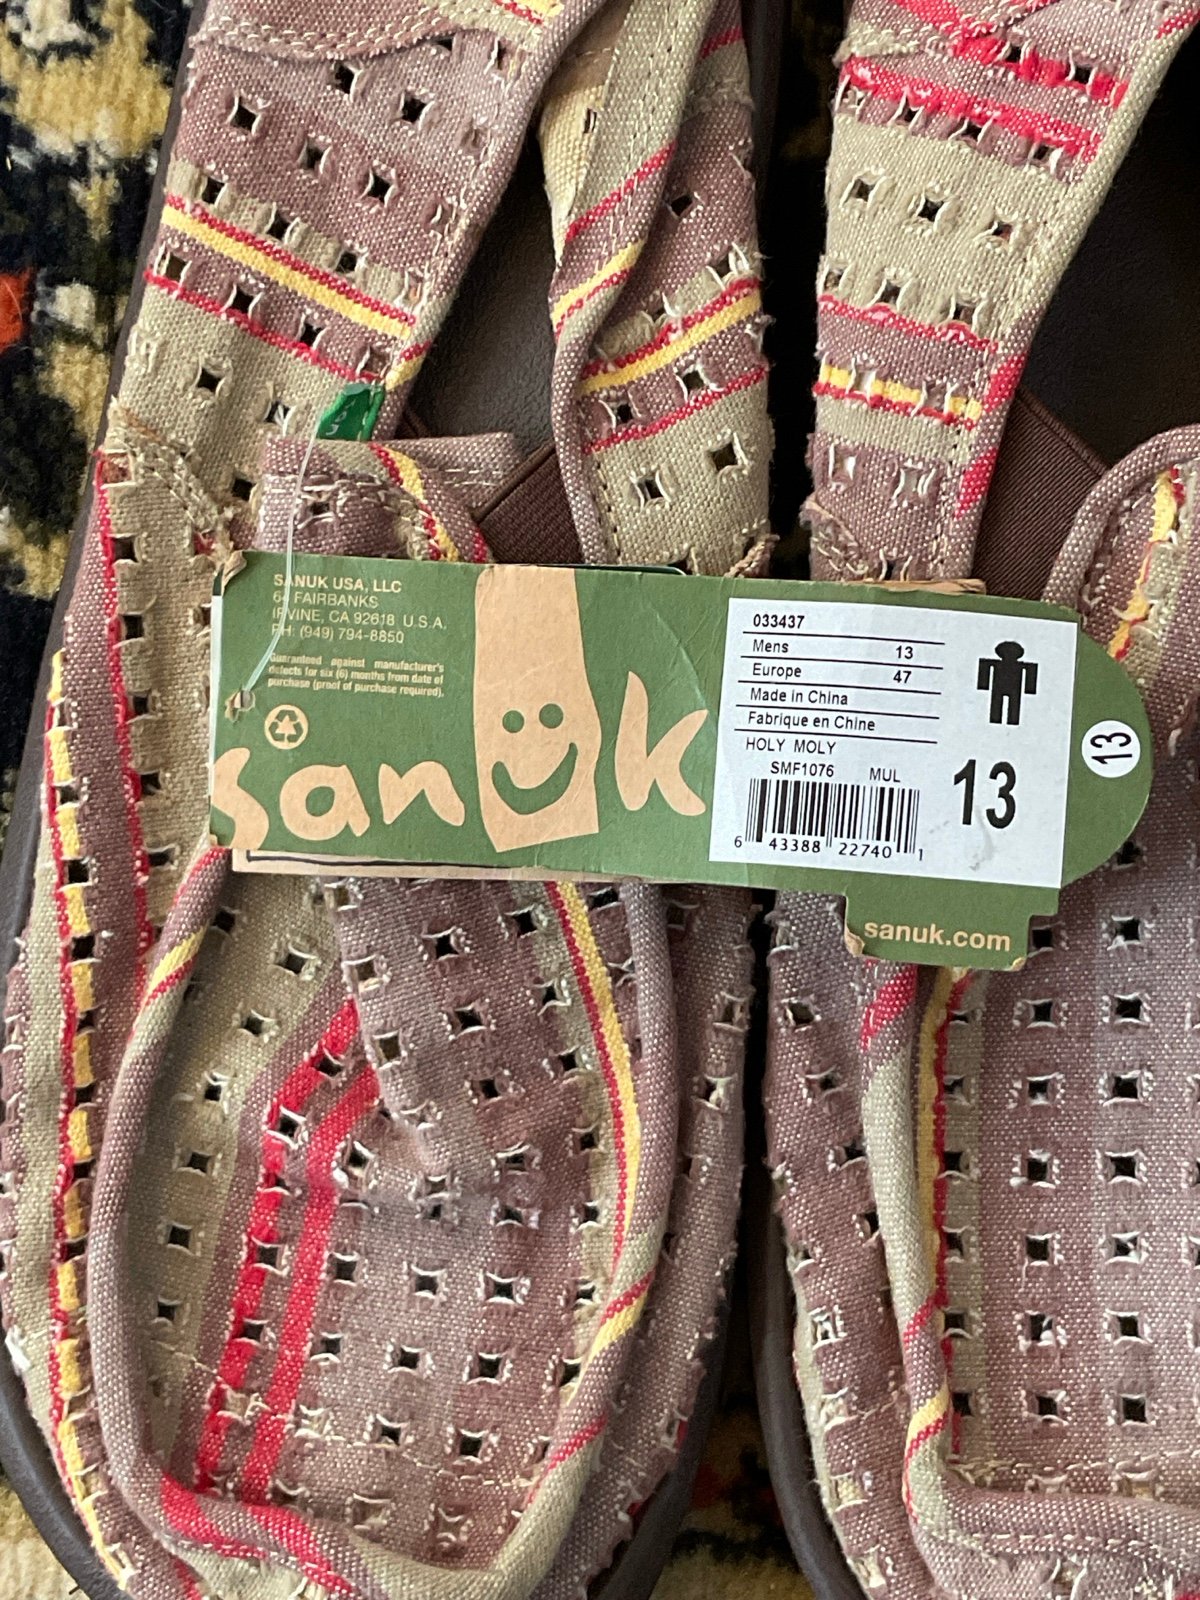 SANUK USA, LLC
64 FAIRBANKS
IRVINE, CA 92618 U.S.A.
PH: (949) 794-8850
Guaranteed against manufacturer's
defects for six (6) months from date of
purchase (proof of purchase required).
sanuk
033437
Mens 13
Europe 47
Made in China
Fabrique en Chine
HOLY MOLY
SMF1076 MUL
13
6 43388 22740 1
13
sanuk.com